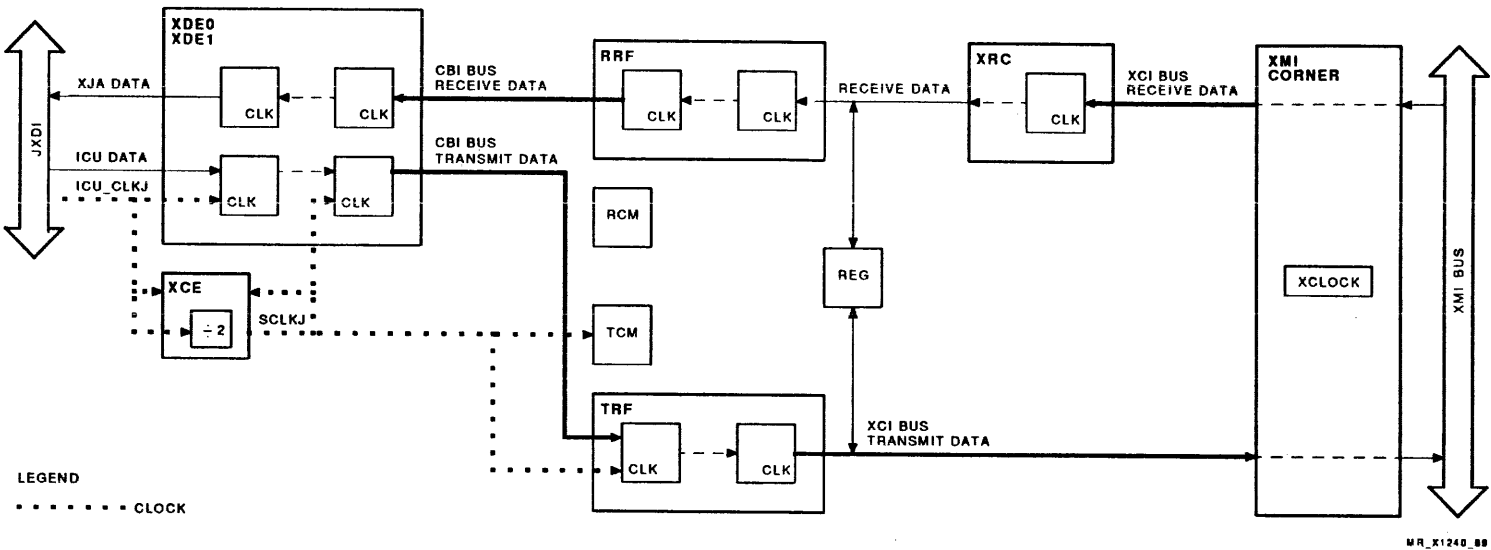 XDE0
XDE1
XJA DATA
CLK
CLK
CBI BUS
RECEIVE DATA
RRF
CLK
CLK
RECEIVE DATA
XRC
CLK
XCI BUS
RECEIVE DATA
XMI
CORNER
JXDI
ICU DATA
ICU_CLKJ
CLK
CLK
CBI BUS
TRANSMIT DATA
RCM
REG
XCLOCK
XMI BUS
XCE
÷2
SCLKJ
TCM
TRF
CLK
CLK
XCI BUS
TRANSMIT DATA
LEGEND
CLOCK
MR_X1240_89